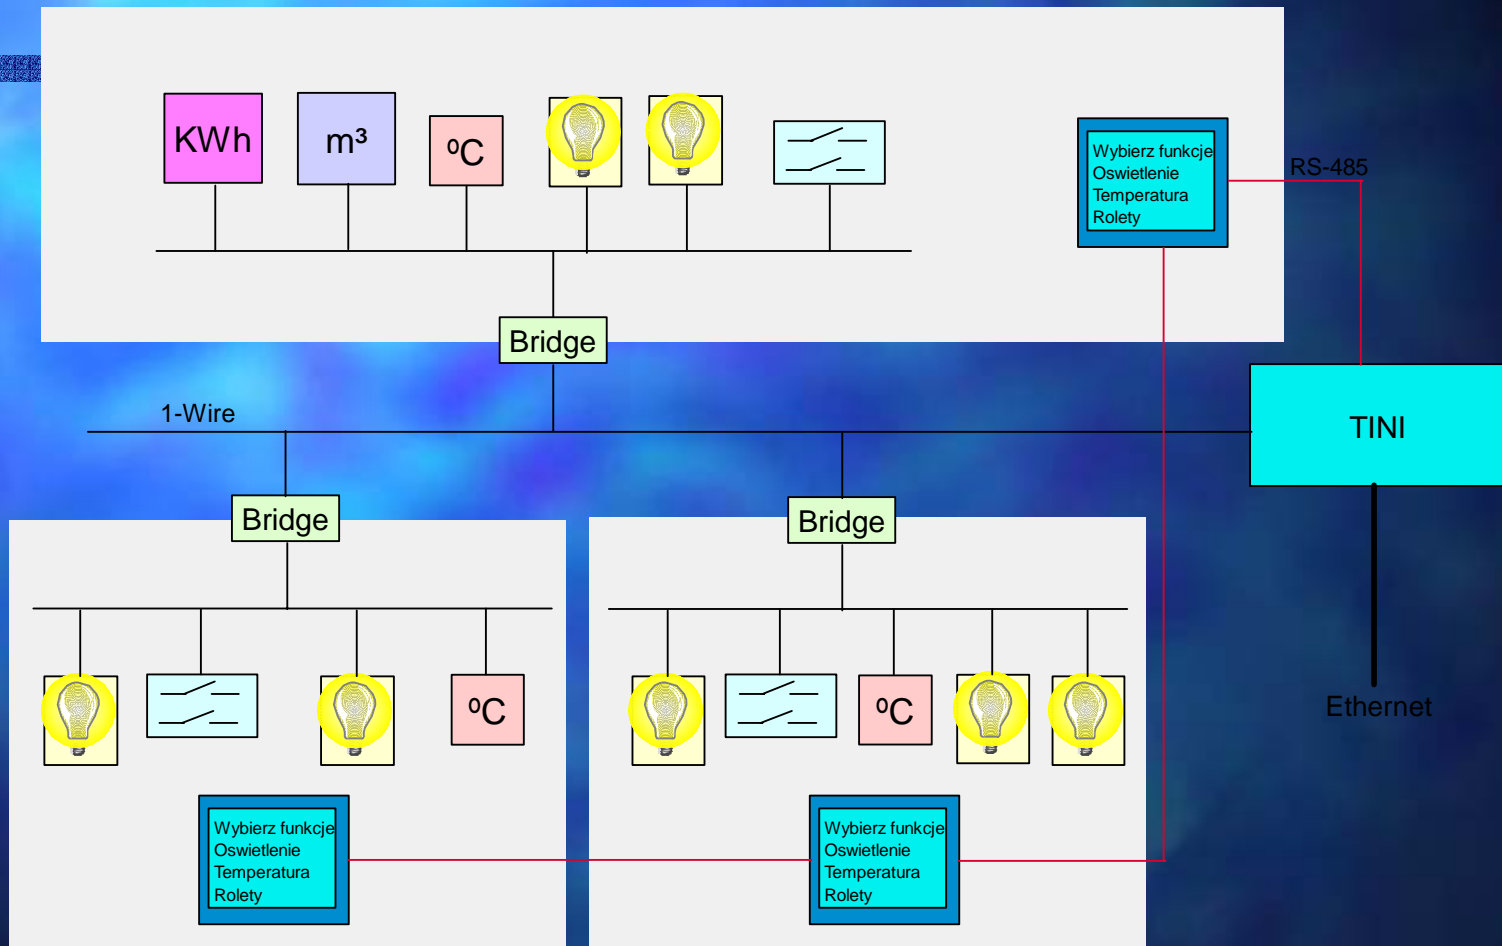 KWh
m³
ºC
Wybierz funkcje
Oswietlenie
Temperatura
Rolety
RS-485
Bridge
1-Wire
TINI
Bridge
Bridge
ºC
ºC
Ethernet
Wybierz funkcje
Oswietlenie
Temperatura
Rolety
Wybierz funkcje
Oswietlenie
Temperatura
Rolety